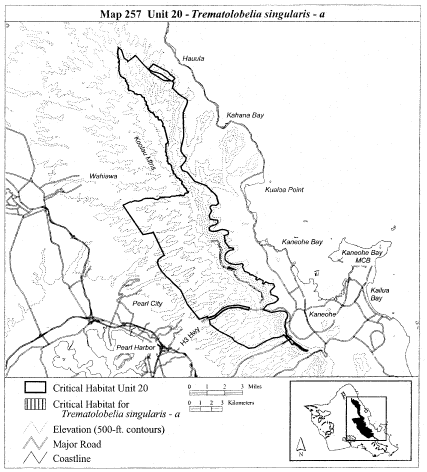 Map 257 Unit 20 - Trematolobelia singularis - a
Hauula
Kahana Bay
Koolau Mtns
Wahiawa
Kualoa Point
Kaneohe Bay
Kaneohe Bay
MCB
Kailua
Bay
Pearl City
Kaneohe
H3 Hwy
Pearl Harbor
Critical Habitat Unit 20
Critical Habitat for
Trematolobelia singularis - a
Elevation (500-ft. contours)
Major Road
Coastline
0 1 2 3 Miles
0 1 2 3 Kilometers
N